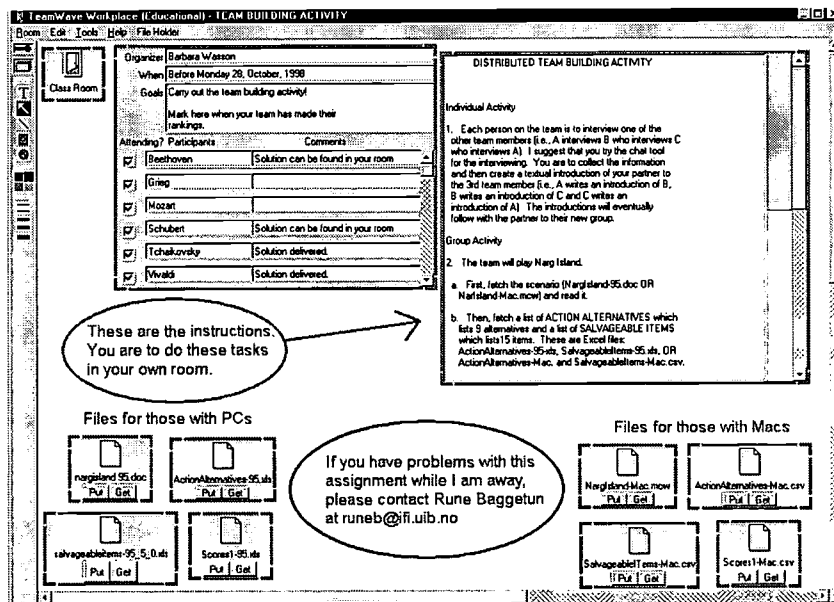 TeamWave Workplace (Educational) - TEAM BUILDING ACTIVITY
Room Edit Tools Help File Holder
Class Room
Organizer Barbara Wasson
When Before Monday 28, October, 1998
Goals Carry out the team building activity!
Mark here when your team has made their
rankings.
Attending? Participants Comments
Beethoven Solution can be found in your room
Grieg
Mozart
Schubert Solution can be found in your room
Tchaikovsky Solution delivered.
Vivaldi Solution delivered.
DISTRIBUTED TEAM BUILDING ACTIVITY
Individual Activity
1. Each person on the team is to interview one of the
other team members (i.e., A interviews B who interviews C
who interviews A). I suggest that you try the chat tool
for the interviewing. You are to collect the information
and then create a textual introduction of your partner to
the 3rd team member (i.e., A writes an introduction of B,
B writes an introduction of C and C writes an
introduction of A). The introductions will eventually
follow with the partner to their new group.
Group Activity
2. The team will play Narg Island.
a. First, fetch the scenario (NargIsland-95.doc OR
NarIsland-Mac.mcw) and read it.
b. Then, fetch a list of ACTION ALTERNATIVES which
lists 9 alternatives and a list of SALVAGEABLE ITEMS
which lists15 items. These are Excel files:
ActionAlternatives-95-xls, SalvageableItems-95.xls, OR
ActionAlternatives-Mac. and SalvageableItems-Mac.csv.
These are the instructions.
You are to do these tasks
in your own room.
Files for those with PCs
nargisland 95.doc
Put Get
ActionAlternatives-95.xls
Put Get
salvageableitems-95_5_0.xls
Put Get
Scores1-95.xls
Put Get
If you have problems with this
assignment while I am away,
please contact Rune Baggetun
at runeb@ifi.uib.no
Files for those with Macs
NargIsland-Mac.mcw
Put Get
ActionAlternatives-Mac.csv
Put Get
SalvageableITems-Mac.csv
Put Get
Scores1-Mac.csv
Put Get